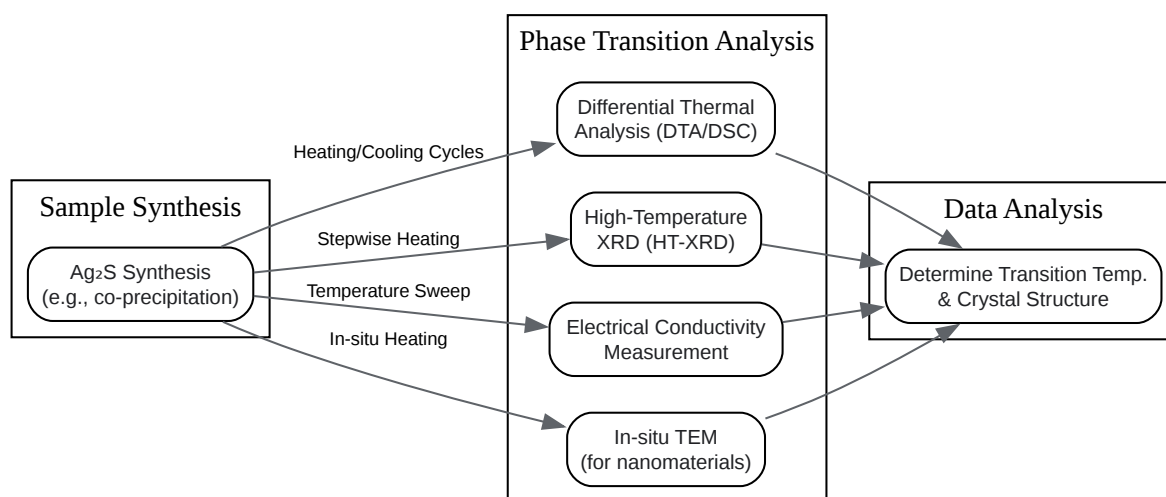 Sample Synthesis
Ag₂S Synthesis
(e.g., co-precipitation)
Heating/Cooling Cycles
Stepwise Heating
Temperature Sweep
In-situ Heating
Phase Transition Analysis
Differential Thermal
Analysis (DTA/DSC)
High-Temperature
XRD (HT-XRD)
Electrical Conductivity
Measurement
In-situ TEM
(for nanomaterials)
Data Analysis
Determine Transition Temp.
& Crystal Structure